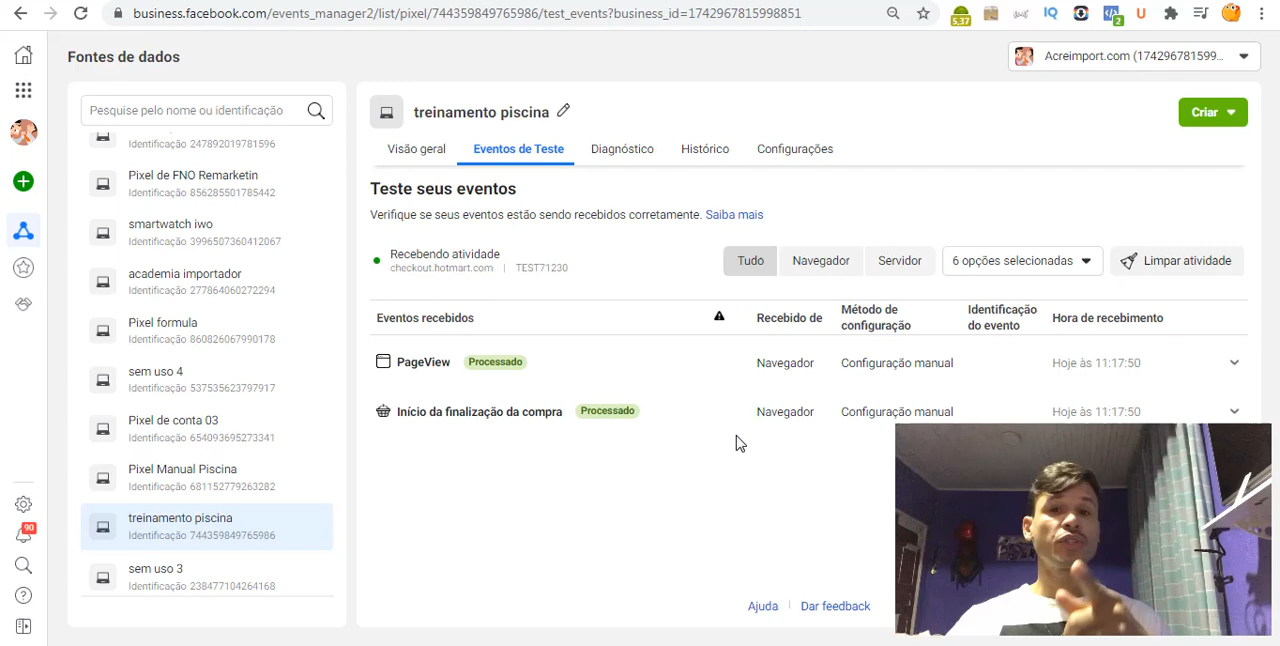 business.facebook.com/events_manager2/list/pixel/744359849765986/test_events?business_id=1742967815998851
5,37
IQ
2
U
Fontes de dados
Acreimport.com (174296781599...
Pesquise pelo nome ou identificação
Identificação 247892019781596
Pixel de FNO Remarketin
Identificação 856285501785442
smartwatch iwo
Identificação 3996507360412067
academia importador
Identificação 277864060272294
Pixel formula
Identificação 860826067990178
sem uso 4
Identificação 537535623797917
Pixel de conta 03
Identificação 654093695273341
Pixel Manual Piscina
Identificação 681152779263282
treinamento piscina
Identificação 744359849765986
sem uso 3
Identificação 238477104264168
90
treinamento piscina
Criar
Visão geral
Eventos de Teste
Diagnóstico
Histórico
Configurações
Teste seus eventos
Verifique se seus eventos estão sendo recebidos corretamente. Saiba mais
Recebendo atividade
checkout.hotmart.com | TEST71230
Tudo
Navegador
Servidor
6 opções selecionadas
Limpar atividade
Eventos recebidos
Recebido de
Método de configuração
Identificação do evento
Hora de recebimento
PageView Processado Navegador Configuração manual Hoje às 11:17:50
Início da finalização da compra Processado Navegador Configuração manual Hoje às 11:17:50
Ajuda
Dar feedback